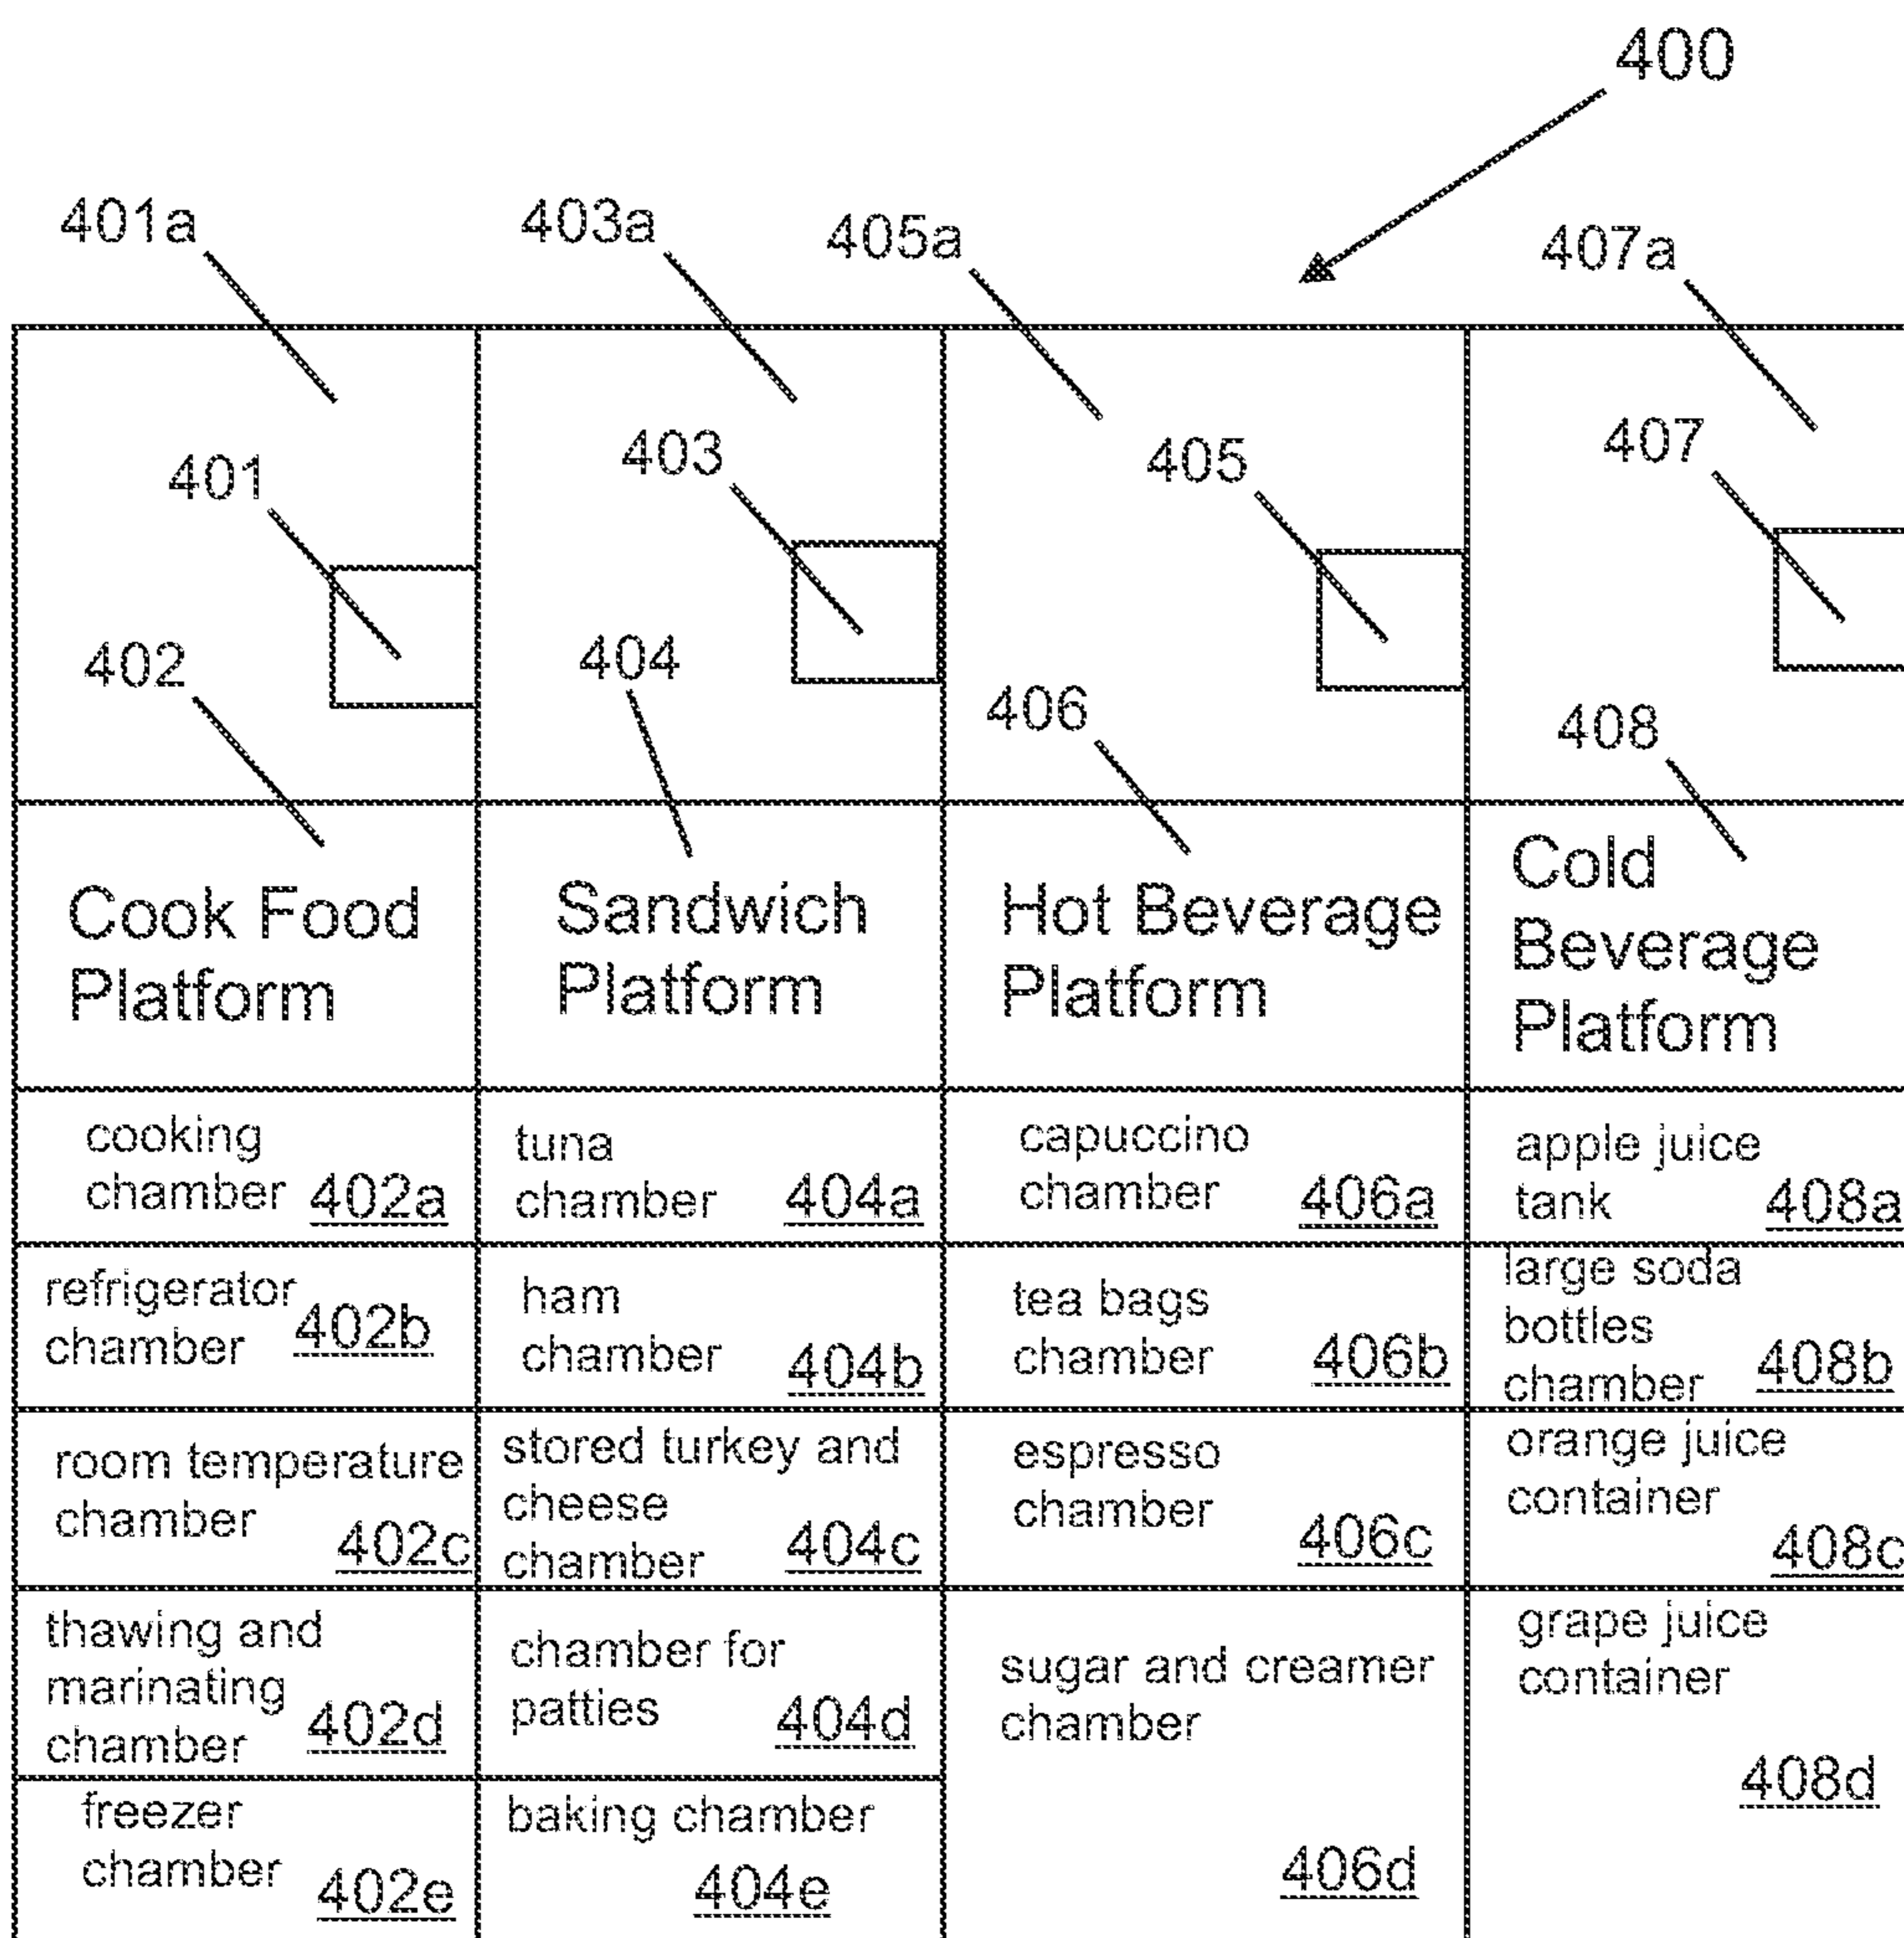 400
401a
403a
405a
407a
401
403
405
407
402
404
406
408
Cook Food
Platform
Sandwich
Platform
Hot Beverage
Platform
Cold
Beverage
Platform
cooking
chamber 402a
tuna
chamber 404a
capuccino
chamber 406a
apple juice
tank 408a
refrigerator
chamber 402b
ham
chamber 404b
tea bags
chamber 406b
large soda
bottles
chamber 408b
room temperature
chamber 402c
stored turkey and
cheese
chamber 404c
espresso
chamber 406c
orange juice
container
408c
thawing and
marinating
chamber 402d
chamber for
patties 404d
sugar and creamer
chamber
406d
grape juice
container
408d
freezer
chamber 402e
baking chamber
404e